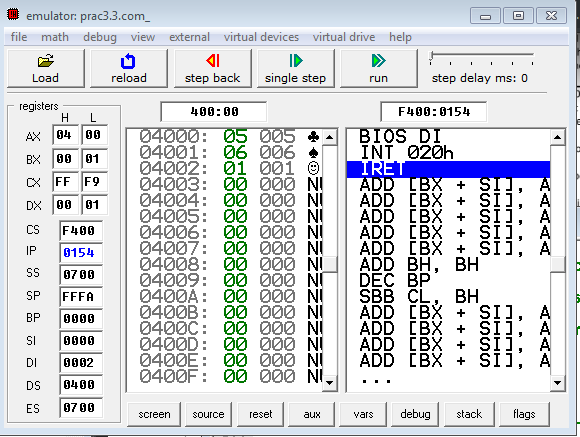 emulator: prac3.3.com_
file math debug view external virtual devices virtual drive help
Load reload step back single step run step delay ms: 0
registers 400:00 F400:0154
H L
AX 04 00
BX 00 01
CX FF F9
DX 00 01
CS F400
IP 0154
SS 0700
SP FFFA
BP 0000
SI 0000
DI 0002
DS 0400
ES 0700
04000: 05 005 ♣
04001: 06 006 ♠
04002: 01 001 ☺
04003: 00 000 NU
04004: 00 000 NU
04005: 00 000 NU
04006: 00 000 NU
04007: 00 000 NU
04008: 00 000 NU
04009: 00 000 NU
0400A: 00 000 NU
0400B: 00 000 NU
0400C: 00 000 NU
0400D: 00 000 NU
0400E: 00 000 NU
0400F: 00 000 NU
BIOS DI
INT 020h
IRET
ADD [BX + SI], A
ADD [BX + SI], A
ADD [BX + SI], A
ADD [BX + SI], A
ADD [BX + SI], A
ADD BH, BH
DEC BP
SBB CL, BH
ADD [BX + SI], A
ADD [BX + SI], A
ADD [BX + SI], A
ADD [BX + SI], A
...
screen source reset aux vars debug stack flags